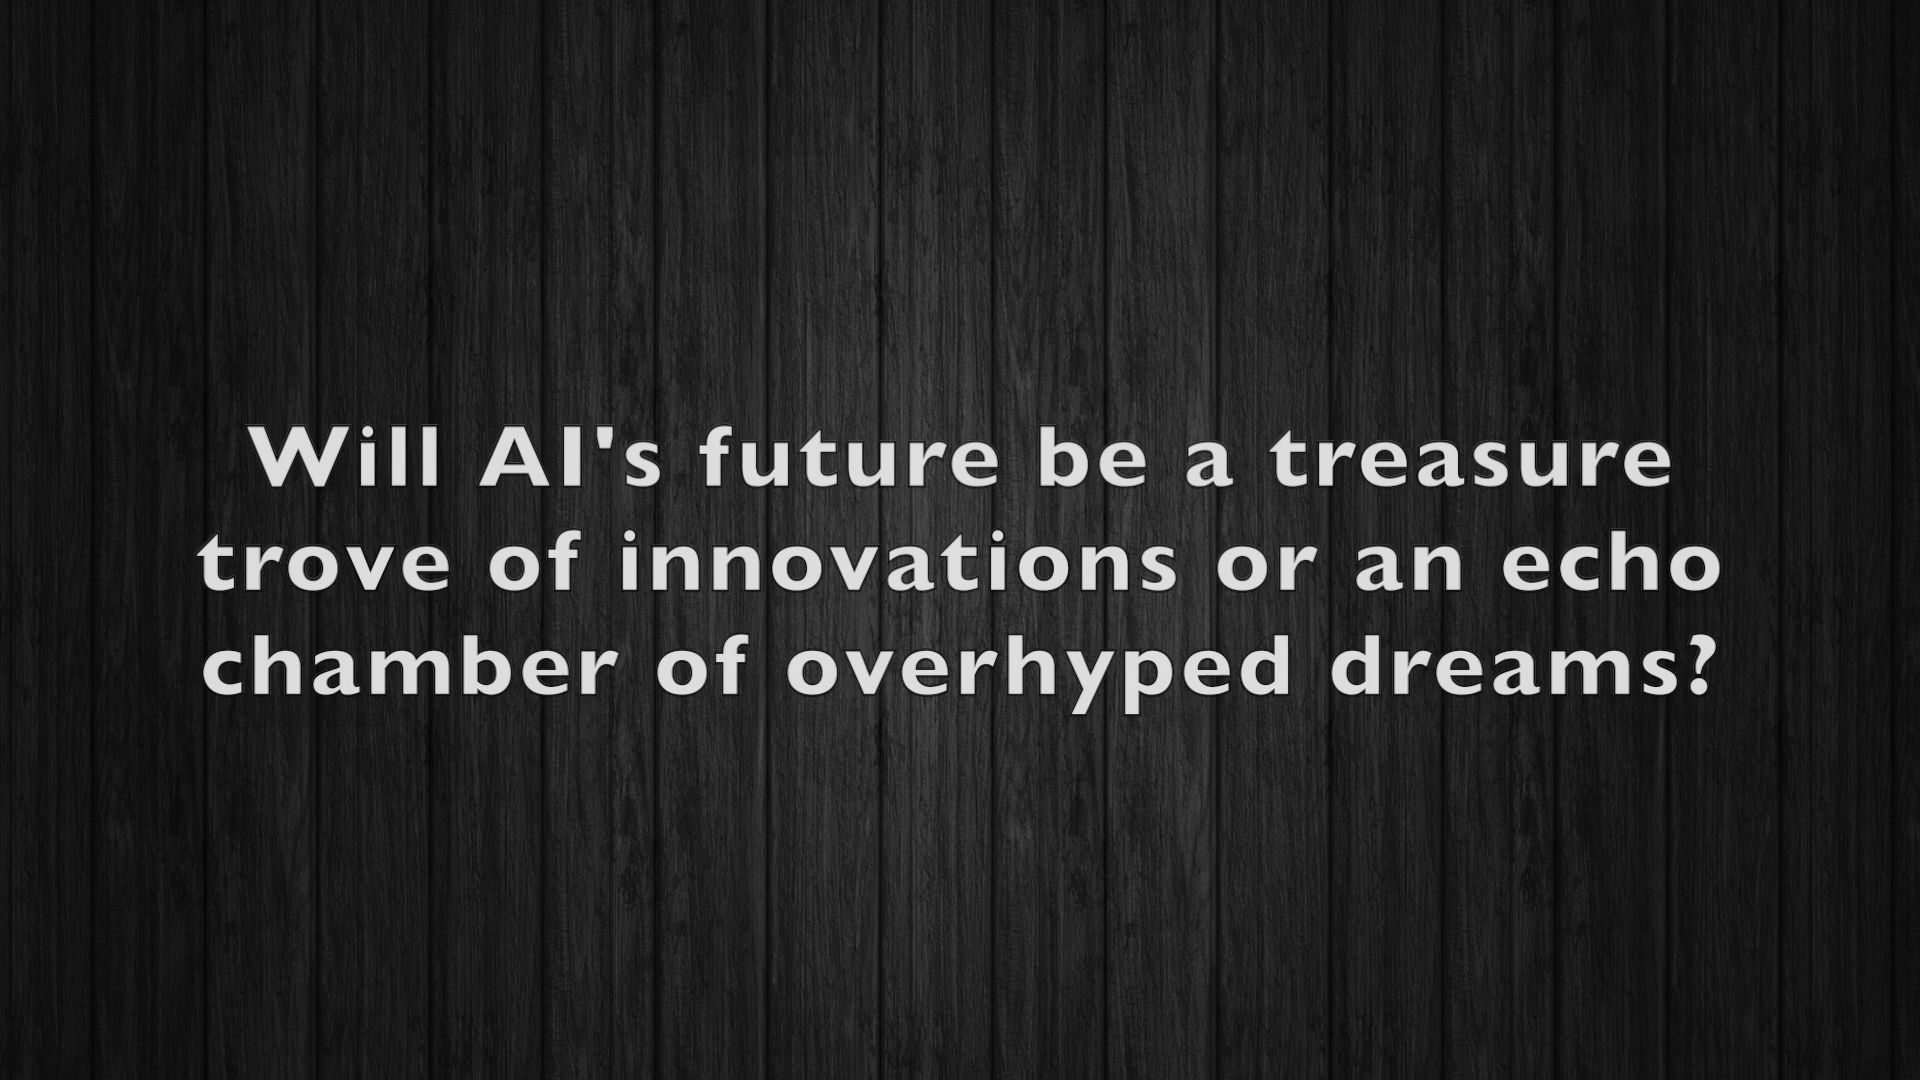 Will AI's future be a treasure
trove of innovations or an echo
chamber of overhyped dreams?